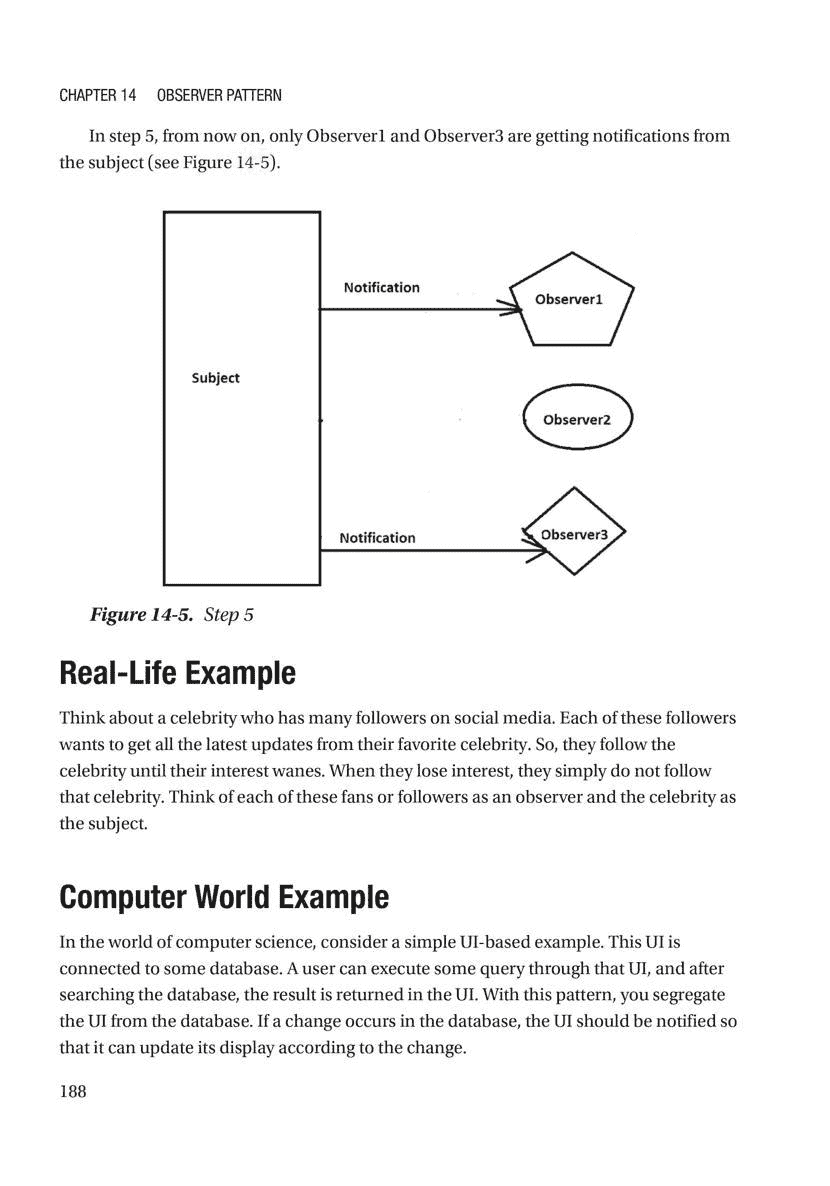 CHAPTER 14 OBSERVER PATTERN
In step 5, from now on, only Observer1 and Observer3 are getting notifications from
the subject (see Figure 14-5).
Notification
Observer1
Subject
Observer2
Notification
Observer3
Figure 14-5. Step 5
Real-Life Example
Think about a celebrity who has many followers on social media. Each of these followers
wants to get all the latest updates from their favorite celebrity. So, they follow the
celebrity until their interest wanes. When they lose interest, they simply do not follow
that celebrity. Think of each of these fans or followers as an observer and the celebrity as
the subject.
Computer World Example
In the world of computer science, consider a simple UI-based example. This UI is
connected to some database. A user can execute some query through that UI, and after
searching the database, the result is returned in the UI. With this pattern, you segregate
the UI from the database. If a change occurs in the database, the UI should be notified so
that it can update its display according to the change.
188